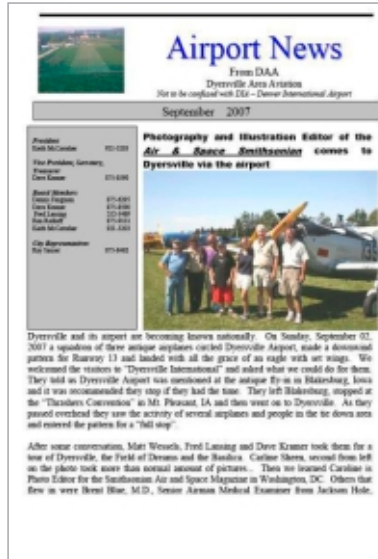 Airport News
From DAA
Dyersville Area Aviation
Not to be confused with DIA – Denver International Airport
September 2007
President
Vice President, Secretary,
Treasurer
Dave Kramer
Board Members
Dave Kramer
Fred Lansing
City Representative
Photography and Illustration Editor of the
Air & Space Smithsonian comes to
Dyersville via the airport
Dyersville and its airport are becoming known nationally. On Sunday, September 02,
2007 a squadron of three antique airplanes circled Dyersville Airport, made a downwind
pattern for Runway 13 and landed with all the grace of an eagle with set wings. We
welcomed the visitors to "Dyersville International" and asked what we could do for them.
They told us Dyersville Airport was mentioned at the antique fly-in in Blakesburg, Iowa
and it was recommended they stop if they had the time. They left Blakesburg, stopped at
the "Thrashers Convention" in Mt. Pleasant, IA and then went on to Dyersville. As they
passed overhead they saw the activity of several airplanes and people in the tie down area
and entered the pattern for a "full stop".
After some conversation, Matt Wessels, Fred Lansing and Dave Kramer took them for a
tour of Dyersville, the Field of Dreams and the Basilica. Sheen, second from left
on the photo took more than normal amount of pictures... Then we learned Caroline is
Photo Editor for the Smithsonian Air and Space Magazine in Washington, DC. Others that
flew in were Brent Blue, M.D., Senior Airman Medical Examiner from Jackson Hole,